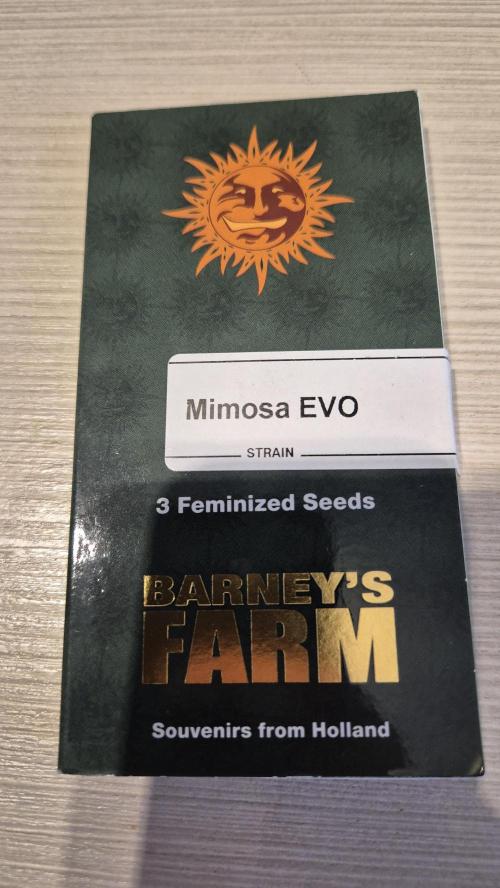 Mimosa EVO
STRAIN
3 Feminized Seeds
BARNEY'S
FARM
Souvenirs from Holland